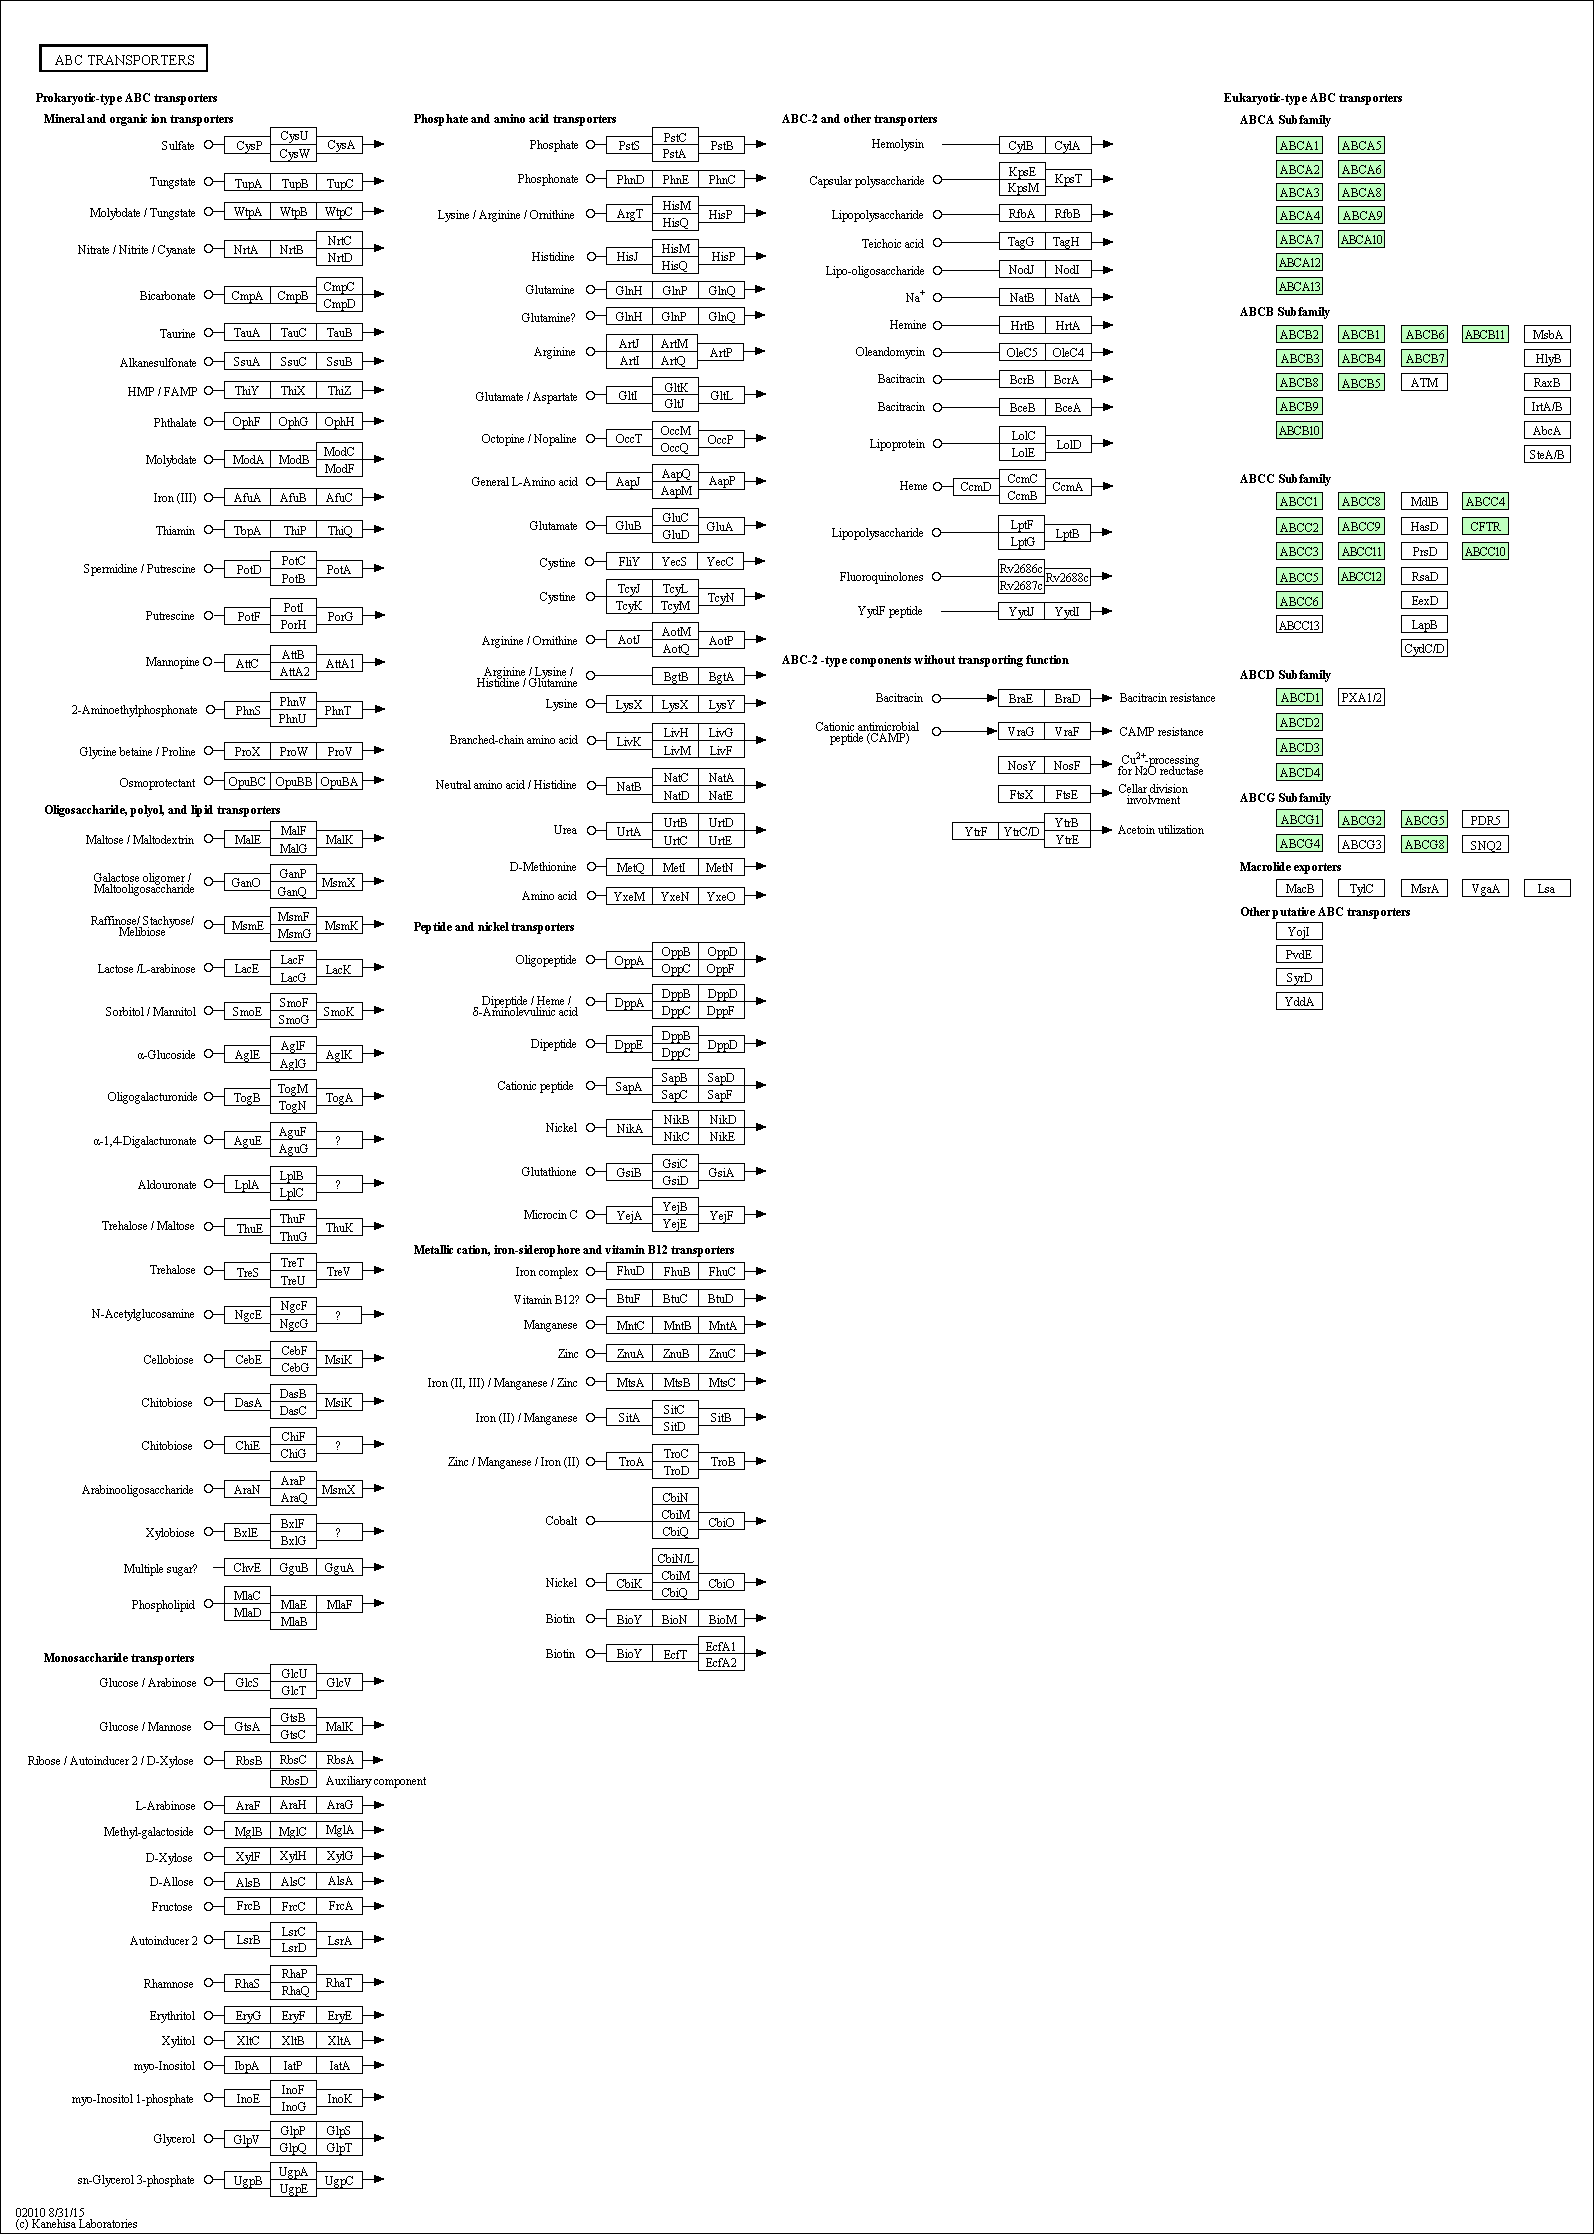 ABC TRANSPORTERS
Prokaryotic-type ABC transporters
Mineral and organic ion transporters
Sulfate CysP CysU CysW CysA
Tungstate TupA TupB TupC
Molybdate / Tungstate WtpA WtpB WtpC
Nitrate / Nitrite / Cyanate NrtA NrtB NrtC NrtD
Bicarbonate CmpA CmpB CmpC CmpD
Taurine TauA TauC TauB
Alkanesulfonate SsuA SsuC SsuB
HMP / FAMP ThiY ThiX ThiZ
Phthalate OphF OphG OphH
Molybdate ModA ModB ModC ModF
Iron (III) AfuA AfuB AfuC
Thiamin TbpA ThiP ThiQ
Spermidine / Putrescine PotD PotC PotB PotA
Putrescine PotF PotI PotH PorG
Mannopine AttC AttB AttA2 AttA1
2-Aminoethylphosphonate PhnS PhnV PhnU PhnT
Glycine betaine / Proline ProX ProW ProV
Osmoprotectant OpuBC OpuBB OpuBA
Oligosaccharide, polyol, and lipid transporters
Maltose / Maltodextrin MalE MalF MalG MalK
Galactose oligomer / Maltooligosaccharide GanO GanP GanQ MsmX
Raffinose/ Stachyose/ Melibiose MsmE MsmF MsmG MsmK
Lactose /L-arabinose LacE LacF LacG LacK
Sorbitol / Mannitol SmoE SmoF SmoG SmoK
α-Glucoside AglE AglF AglG AglK
Oligogalacturonide TogB TogM TogN TogA
α-1,4-Digalacturonate AguE AguF AguG ?
Aldouronate LplA LplB LplC ?
Trehalose / Maltose ThuE ThuF ThuG ThuK
Trehalose TreS TreT TreU TreV
N-Acetylglucosamine NgcE NgcF NgcG ?
Cellobiose CebE CebF CebG MsiK
Chitobiose DasA DasB DasC MsiK
Chitobiose ChiE ChiF ChiG ?
Arabinooligosaccharide AraN AraP AraQ MsmX
Xylobiose BxlE BxlF BxlG ?
Multiple sugar? ChvE GguB GguA
Phospholipid MlaC MlaD MlaE MlaB MlaF
Monosaccharide transporters
Glucose / Arabinose GlcS GlcU GlcT GlcV
Glucose / Mannose GtsA GtsB GtsC MalK
Ribose / Autoinducer 2 / D-Xylose RbsB RbsC RbsA
RbsD Auxiliary component
L-Arabinose AraF AraH AraG
Methyl-galactoside MglB MglC MglA
D-Xylose XylF XylH XylG
D-Allose AlsB AlsC AlsA
Fructose FrcB FrcC FrcA
Autoinducer 2 LsrB LsrC LsrD LsrA
Rhamnose RhaS RhaP RhaQ RhaT
Erythritol EryG EryF EryE
Xylitol XltC XltB XltA
myo-Inositol IbpA IatP IatA
myo-Inositol 1-phosphate InoE InoF InoG InoK
Glycerol GlpV GlpP GlpQ GlpS GlpT
sn-Glycerol 3-phosphate UgpB UgpA UgpE UgpC
02010 8/31/15
(c) Kanehisa Laboratories
Phosphate and amino acid transporters
Phosphate PstS PstC PstA PstB
Phosphonate PhnD PhnE PhnC
Lysine / Arginine / Ornithine ArgT HisM HisQ HisP
Histidine HisJ HisM HisQ HisP
Glutamine GlnH GlnP GlnQ
Glutamine? GlnH GlnP GlnQ
Arginine ArtJ ArtI ArtM ArtQ ArtP
Glutamate / Aspartate GltI GltK GltJ GltL
Octopine / Nopaline OccT OccM OccQ OccP
General L-Amino acid AapJ AapQ AapM AapP
Glutamate GluB GluC GluD GluA
Cystine FliY YecS YecC
Cystine TcyJ TcyK TcyL TcyM TcyN
Arginine / Ornithine AotJ AotM AotQ AotP
Arginine / Lysine / Histidine / Glutamine BgtB BgtA
Lysine LysX LysX LysY
Branched-chain amino acid LivK LivH LivM LivG LivF
Neutral amino acid / Histidine NatB NatC NatD NatA NatE
Urea UrtA UrtB UrtC UrtD UrtE
D-Methionine MetQ MetI MetN
Amino acid YxeM YxeN YxeO
Peptide and nickel transporters
Oligopeptide OppA OppB OppC OppD OppF
Dipeptide / Heme / δ-Aminolevulinic acid DppA DppB DppC DppD DppF
Dipeptide DppE DppB DppC DppD
Cationic peptide SapA SapB SapC SapD SapF
Nickel NikA NikB NikC NikD NikE
Glutathione GsiB GsiC GsiD GsiA
Microcin C YejA YejB YejE YejF
Metallic cation, iron-siderophore and vitamin B12 transporters
Iron complex FhuD FhuB FhuC
Vitamin B12? BtuF BtuC BtuD
Manganese MntC MntB MntA
Zinc ZnuA ZnuB ZnuC
Iron (II, III) / Manganese / Zinc MtsA MtsB MtsC
Iron (II) / Manganese SitA SitC SitD SitB
Zinc / Manganese / Iron (II) TroA TroC TroD TroB
Cobalt CbiN CbiM CbiQ CbiO
Nickel CbiK CbiN/L CbiM CbiQ CbiO
Biotin BioY BioN BioM
Biotin BioY EcfT EcfA1 EcfA2
ABC-2 and other transporters
Hemolysin CylB CylA
Capsular polysaccharide KpsE KpsM KpsT
Lipopolysaccharide RfbA RfbB
Teichoic acid TagG TagH
Lipo-oligosaccharide NodJ NodI
Na+ NatB NatA
Hemine HrtB HrtA
Oleandomycin OleC5 OleC4
Bacitracin BcrB BcrA
Bacitracin BceB BceA
Lipoprotein LolC LolE LolD
Heme CcmD CcmC CcmB CcmA
Lipopolysaccharide LptF LptG LptB
Fluoroquinolones Rv2686c Rv2687c Rv2688c
YydF peptide YydJ YydI
ABC-2 -type components without transporting function
Bacitracin BraE BraD Bacitracin resistance
Cationic antimicrobial peptide (CAMP) VraG VraF CAMP resistance
NosY NosF Cu2+-processing for N2O reductase
FtsX FtsE Cellar division involvment
YtrF YtrC/D YtrB YtrE Acetoin utilization
Eukaryotic-type ABC transporters
ABCA Subfamily
ABCA1 ABCA5
ABCA2 ABCA6
ABCA3 ABCA8
ABCA4 ABCA9
ABCA7 ABCA10
ABCA12
ABCA13
ABCB Subfamily
ABCB2 ABCB1 ABCB6 ABCB11 MsbA
ABCB3 ABCB4 ABCB7 HlyB
ABCB8 ABCB5 ATM RaxB
ABCB9 IrtA/B
ABCB10 AbcA
SteA/B
ABCC Subfamily
ABCC1 ABCC8 MdlB ABCC4
ABCC2 ABCC9 HasD CFTR
ABCC3 ABCC11 PrsD ABCC10
ABCC5 ABCC12 RsaD
ABCC6 EexD
ABCC13 LapB
CydC/D
ABCD Subfamily
ABCD1 PXA1/2
ABCD2
ABCD3
ABCD4
ABCG Subfamily
ABCG1 ABCG2 ABCG5 PDR5
ABCG4 ABCG3 ABCG8 SNQ2
Macrolide exporters
MacB TylC MsrA VgaA Lsa
Other putative ABC transporters
YojI
PvdE
SyrD
YddA